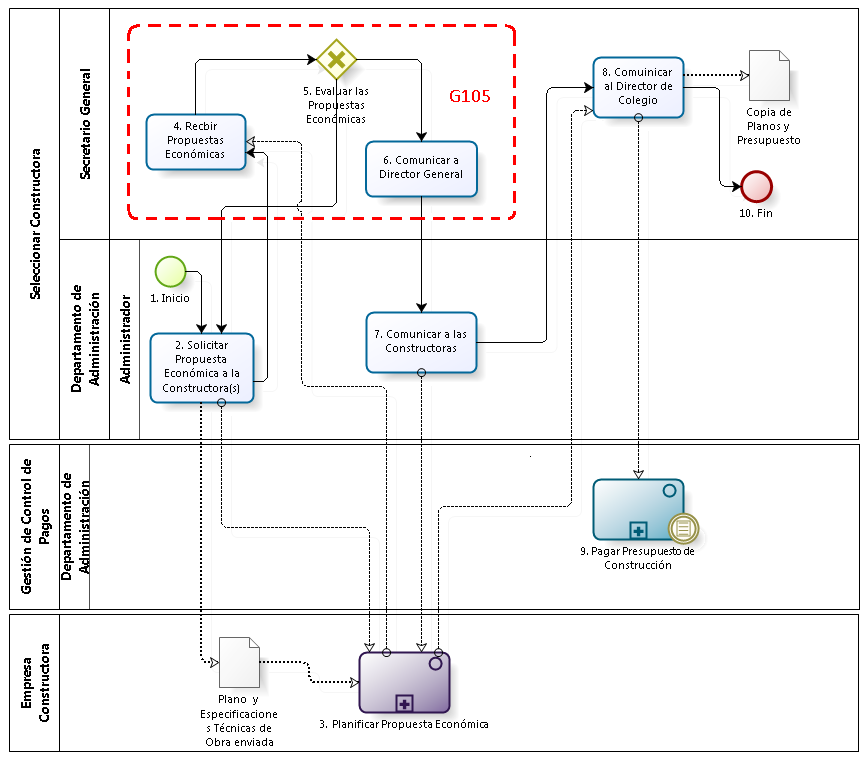 Seleccionar Constructora
Secretario General
4. Recbir
Propuestas
Económicas
5. Evaluar las
Propuestas
Económicas
G105
6. Comunicar a
Director General
8. Comuinicar
al Director de
Colegio
Copia de
Planos y
Presupuesto
10. Fin
Departamento de
Administración
Administrador
1. Inicio
2. Solicitar
Propuesta
Económica a la
Constructora(s)
7. Comunicar a las
Constructoras
Gestión de Control de
Pagos
Departamento de
Administración
9. Pagar Presupuesto de
Construcción
Empresa
Constructora
Plano y
Especificacione
s Técnicas de
Obra enviada
3. Planificar Propuesta Económica